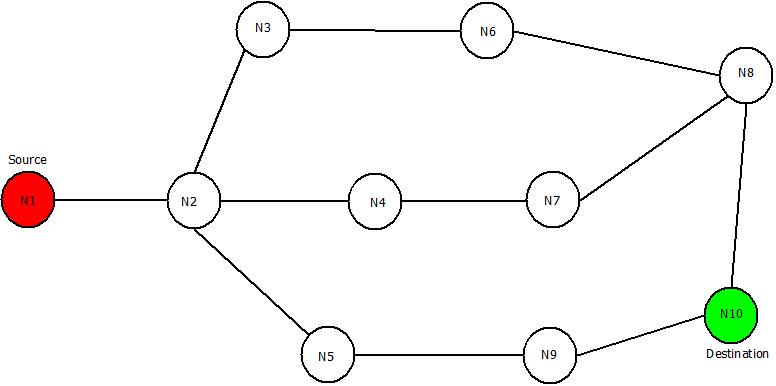 N3
N6
N8
Source
N1
N2
N4
N7
N10
N5
N9
Destination